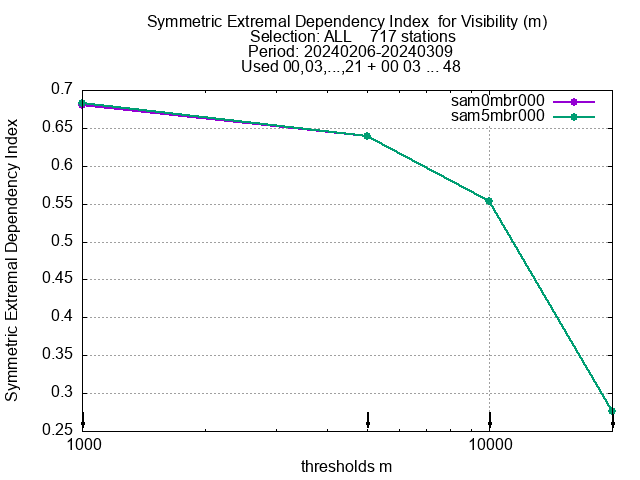 Symmetric Extremal Dependency Index  for Visibility (m)
Selection: ALL    717 stations
Period: 20240206-20240309
Used 00,03,...,21 + 00 03 ... 48
sam0mbr000
sam5mbr000
Symmetric Extremal Dependency Index
0.7
0.65
0.6
0.55
0.5
0.45
0.4
0.35
0.3
0.25
1000
10000
thresholds m